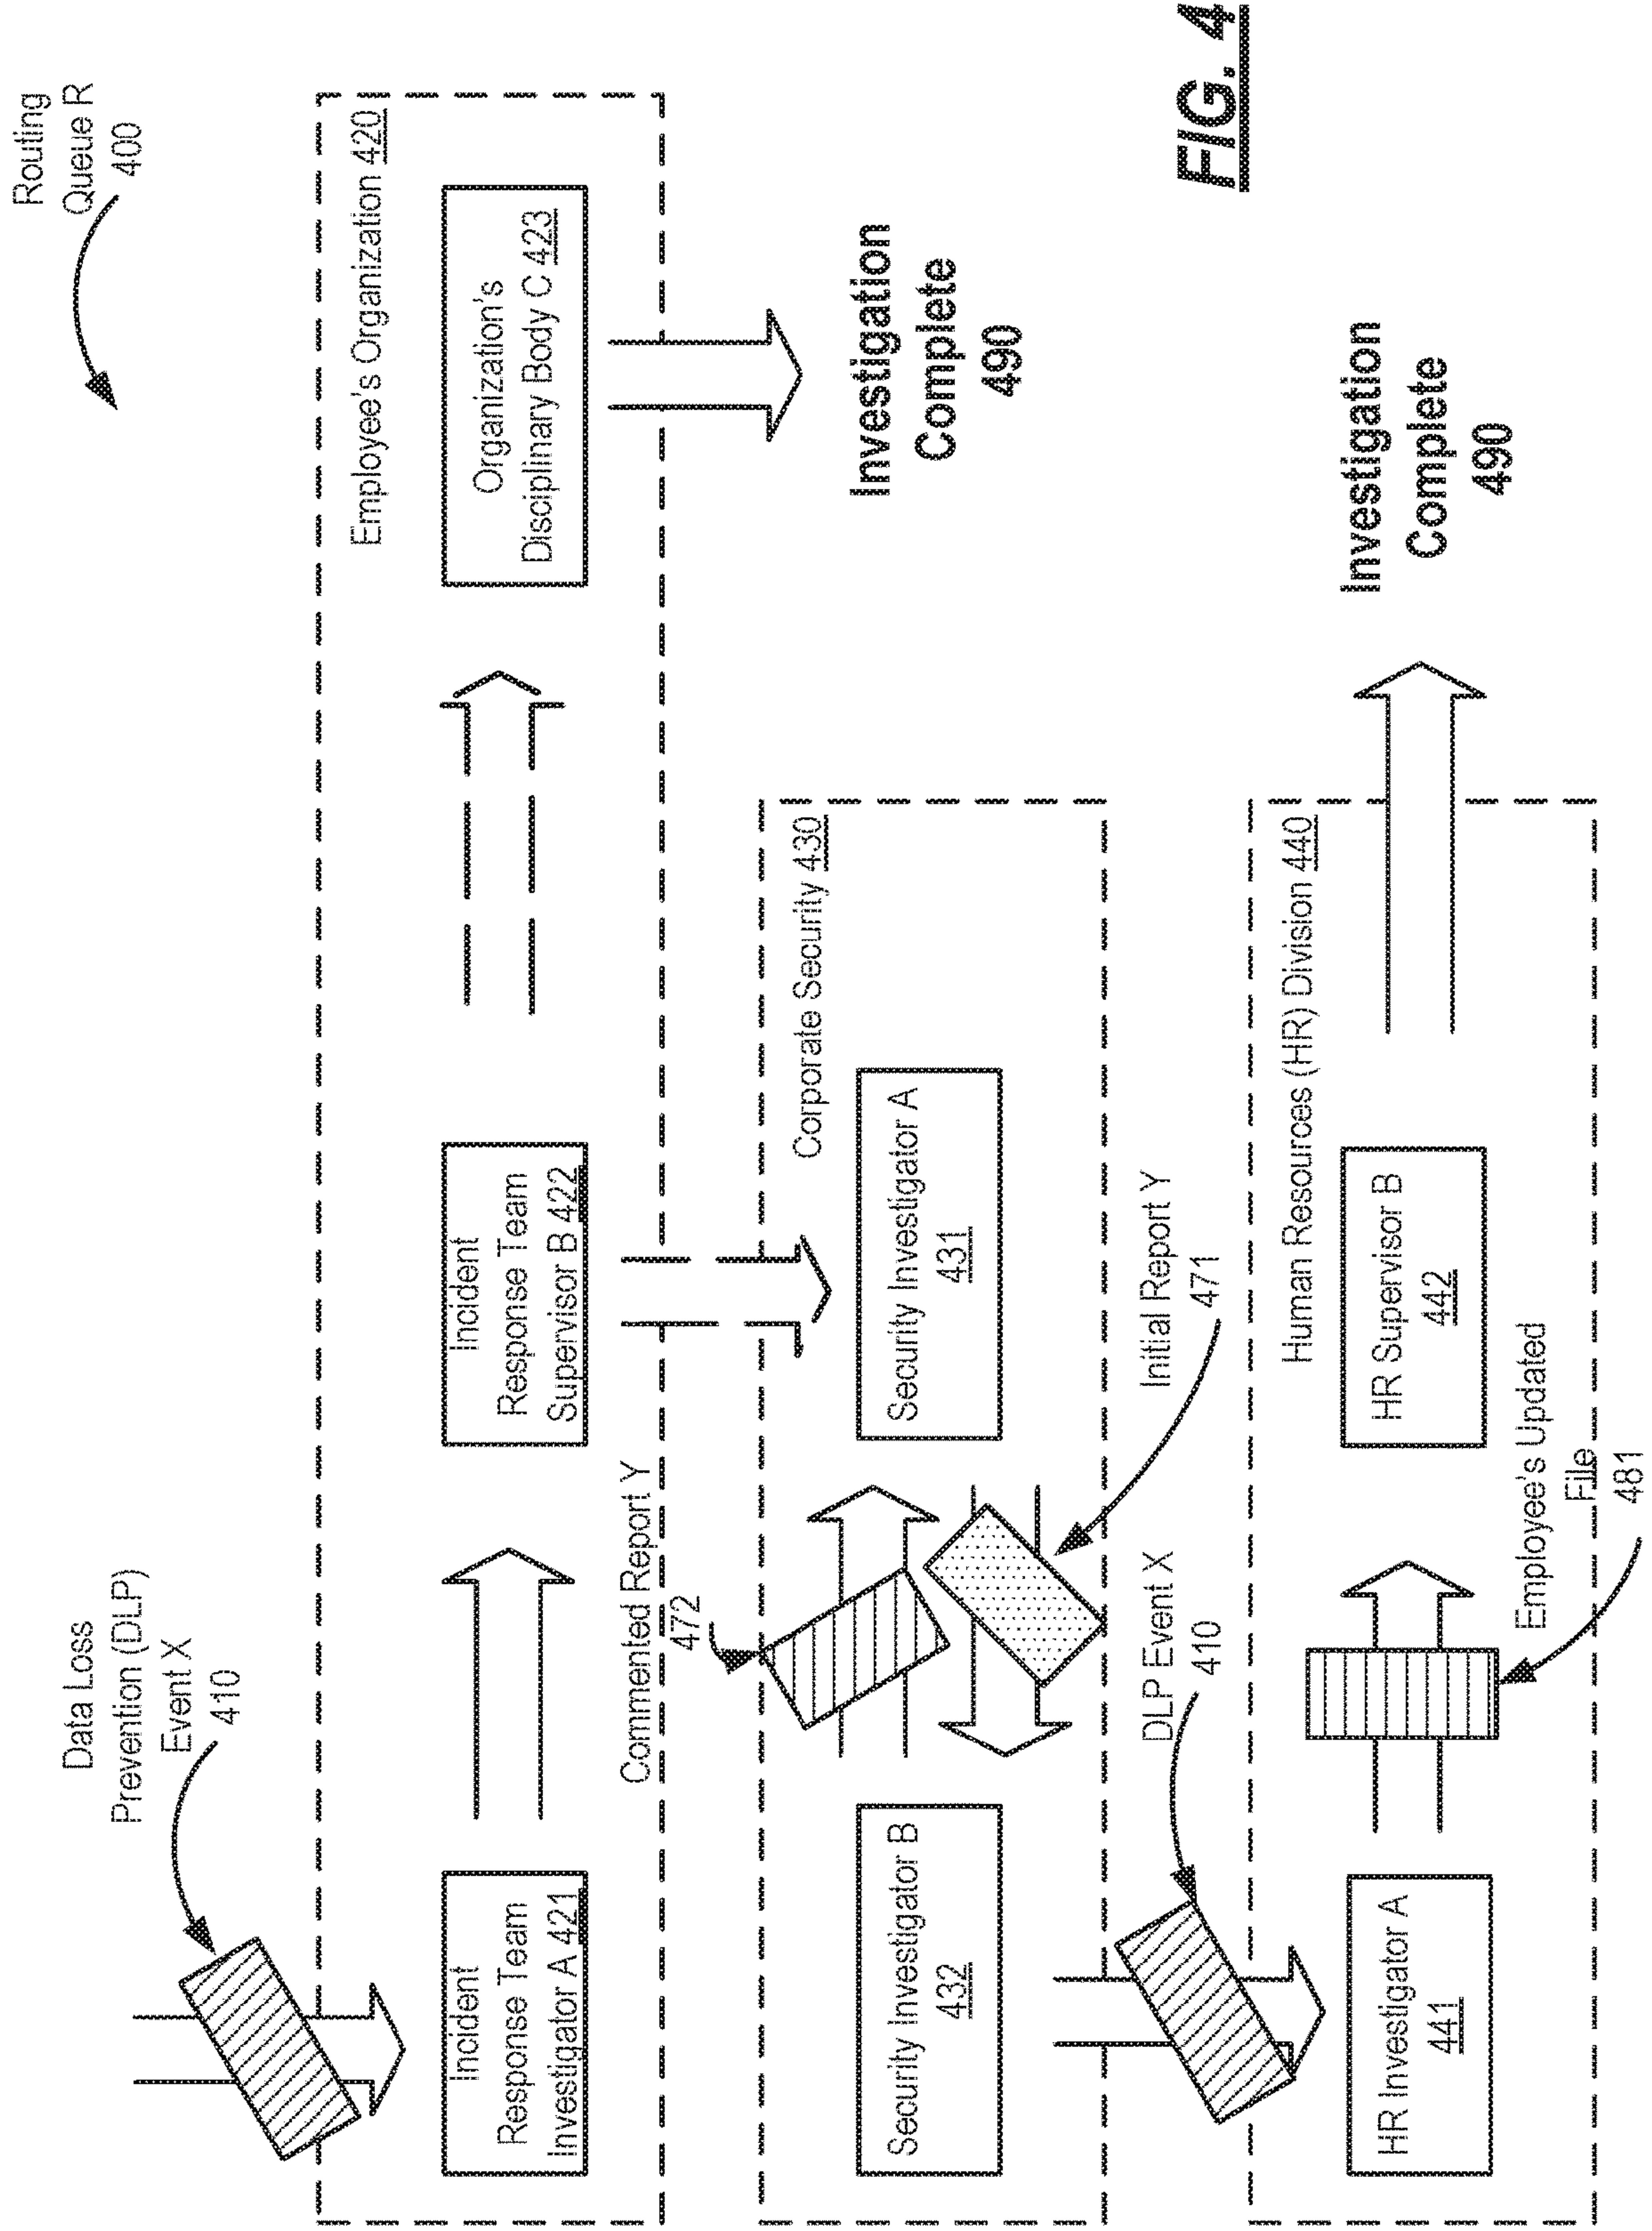 Routing
Queue R
400
Data Loss
Prevention (DLP)
Event X
410
Employee's Organization 420
Incident
Response Team
Investigator A 421
Incident
Response Team
Supervisor B 422
Organization's
Disciplinary Body C 423
Commented Report Y
472
Corporate Security 430
Security Investigator B
432
Security Investigator A
431
Investigation
Complete
490
Initial Report Y
471
DLP Event X
410
Human Resources (HR) Division 440
HR Investigator A
441
HR Supervisor B
442
Investigation
Complete
490
Employee's Updated
File
481
FIG. 4